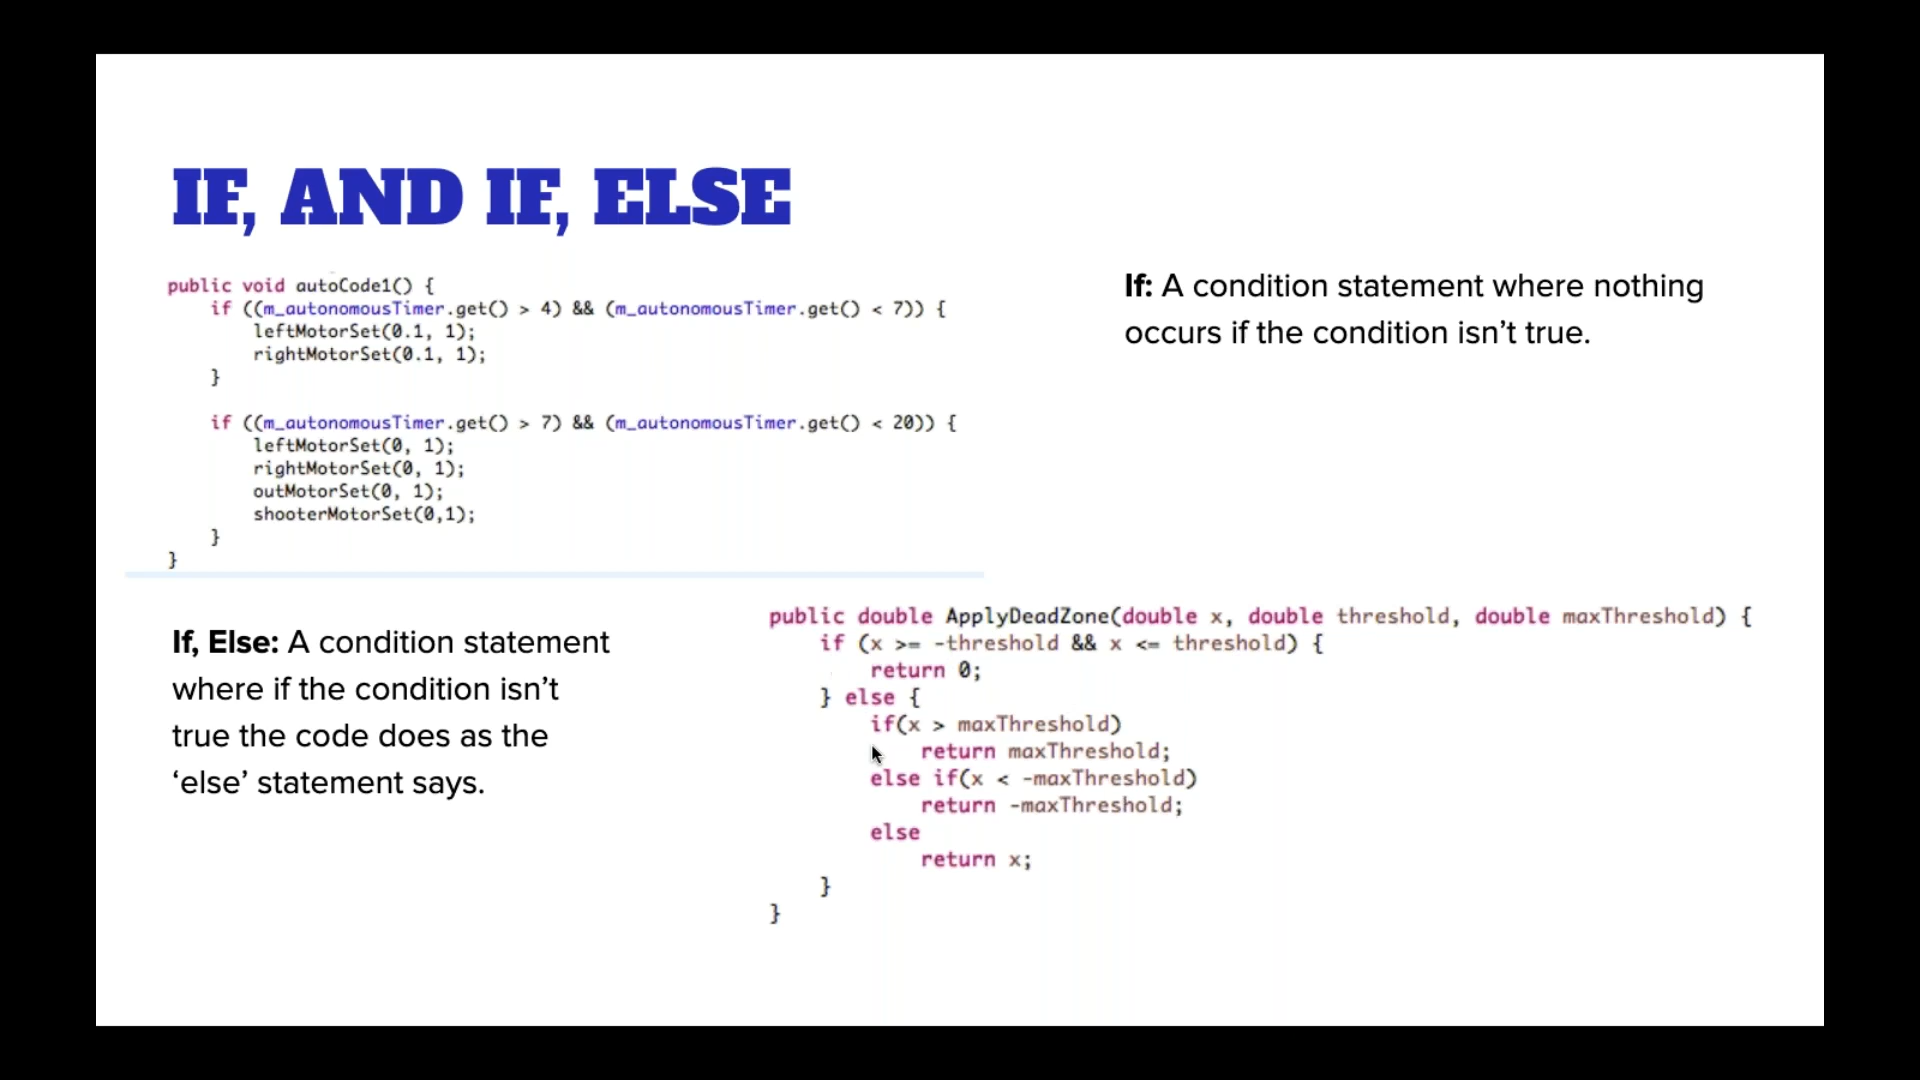 IF, AND IF, ELSE
public void autoCode1() {
    if ((m_autonomousTimer.get() > 4) && (m_autonomousTimer.get() < 7)) {
        leftMotorSet(0.1, 1);
        rightMotorSet(0.1, 1);
    }
    if ((m_autonomousTimer.get() > 7) && (m_autonomousTimer.get() < 20)) {
        leftMotorSet(0, 1);
        rightMotorSet(0, 1);
        outMotorSet(0, 1);
        shooterMotorSet(0,1);
    }
}
If: A condition statement where nothing
occurs if the condition isn’t true.
If, Else: A condition statement
where if the condition isn’t
true the code does as the
‘else’ statement says.
public double ApplyDeadZone(double x, double threshold, double maxThreshold) {
    if (x >= -threshold && x <= threshold) {
        return 0;
    } else {
        if(x > maxThreshold)
            return maxThreshold;
        else if(x < -maxThreshold)
            return -maxThreshold;
        else
            return x;
    }
}